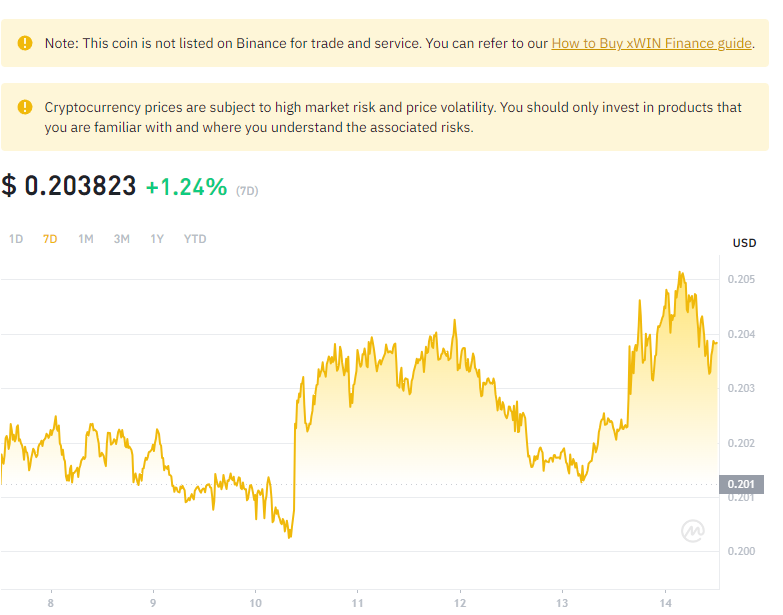 Note: This coin is not listed on Binance for trade and service. You can refer to our How to Buy xWIN Finance guide.
Cryptocurrency prices are subject to high market risk and price volatility. You should only invest in products that
you are familiar with and where you understand the associated risks.
$ 0.203823 +1.24% (7D)
1D 7D 1M 3M 1Y YTD
USD
0.205
0.204
0.203
0.202
0.201
0.201
0.200
8 9 10 11 12 13 14